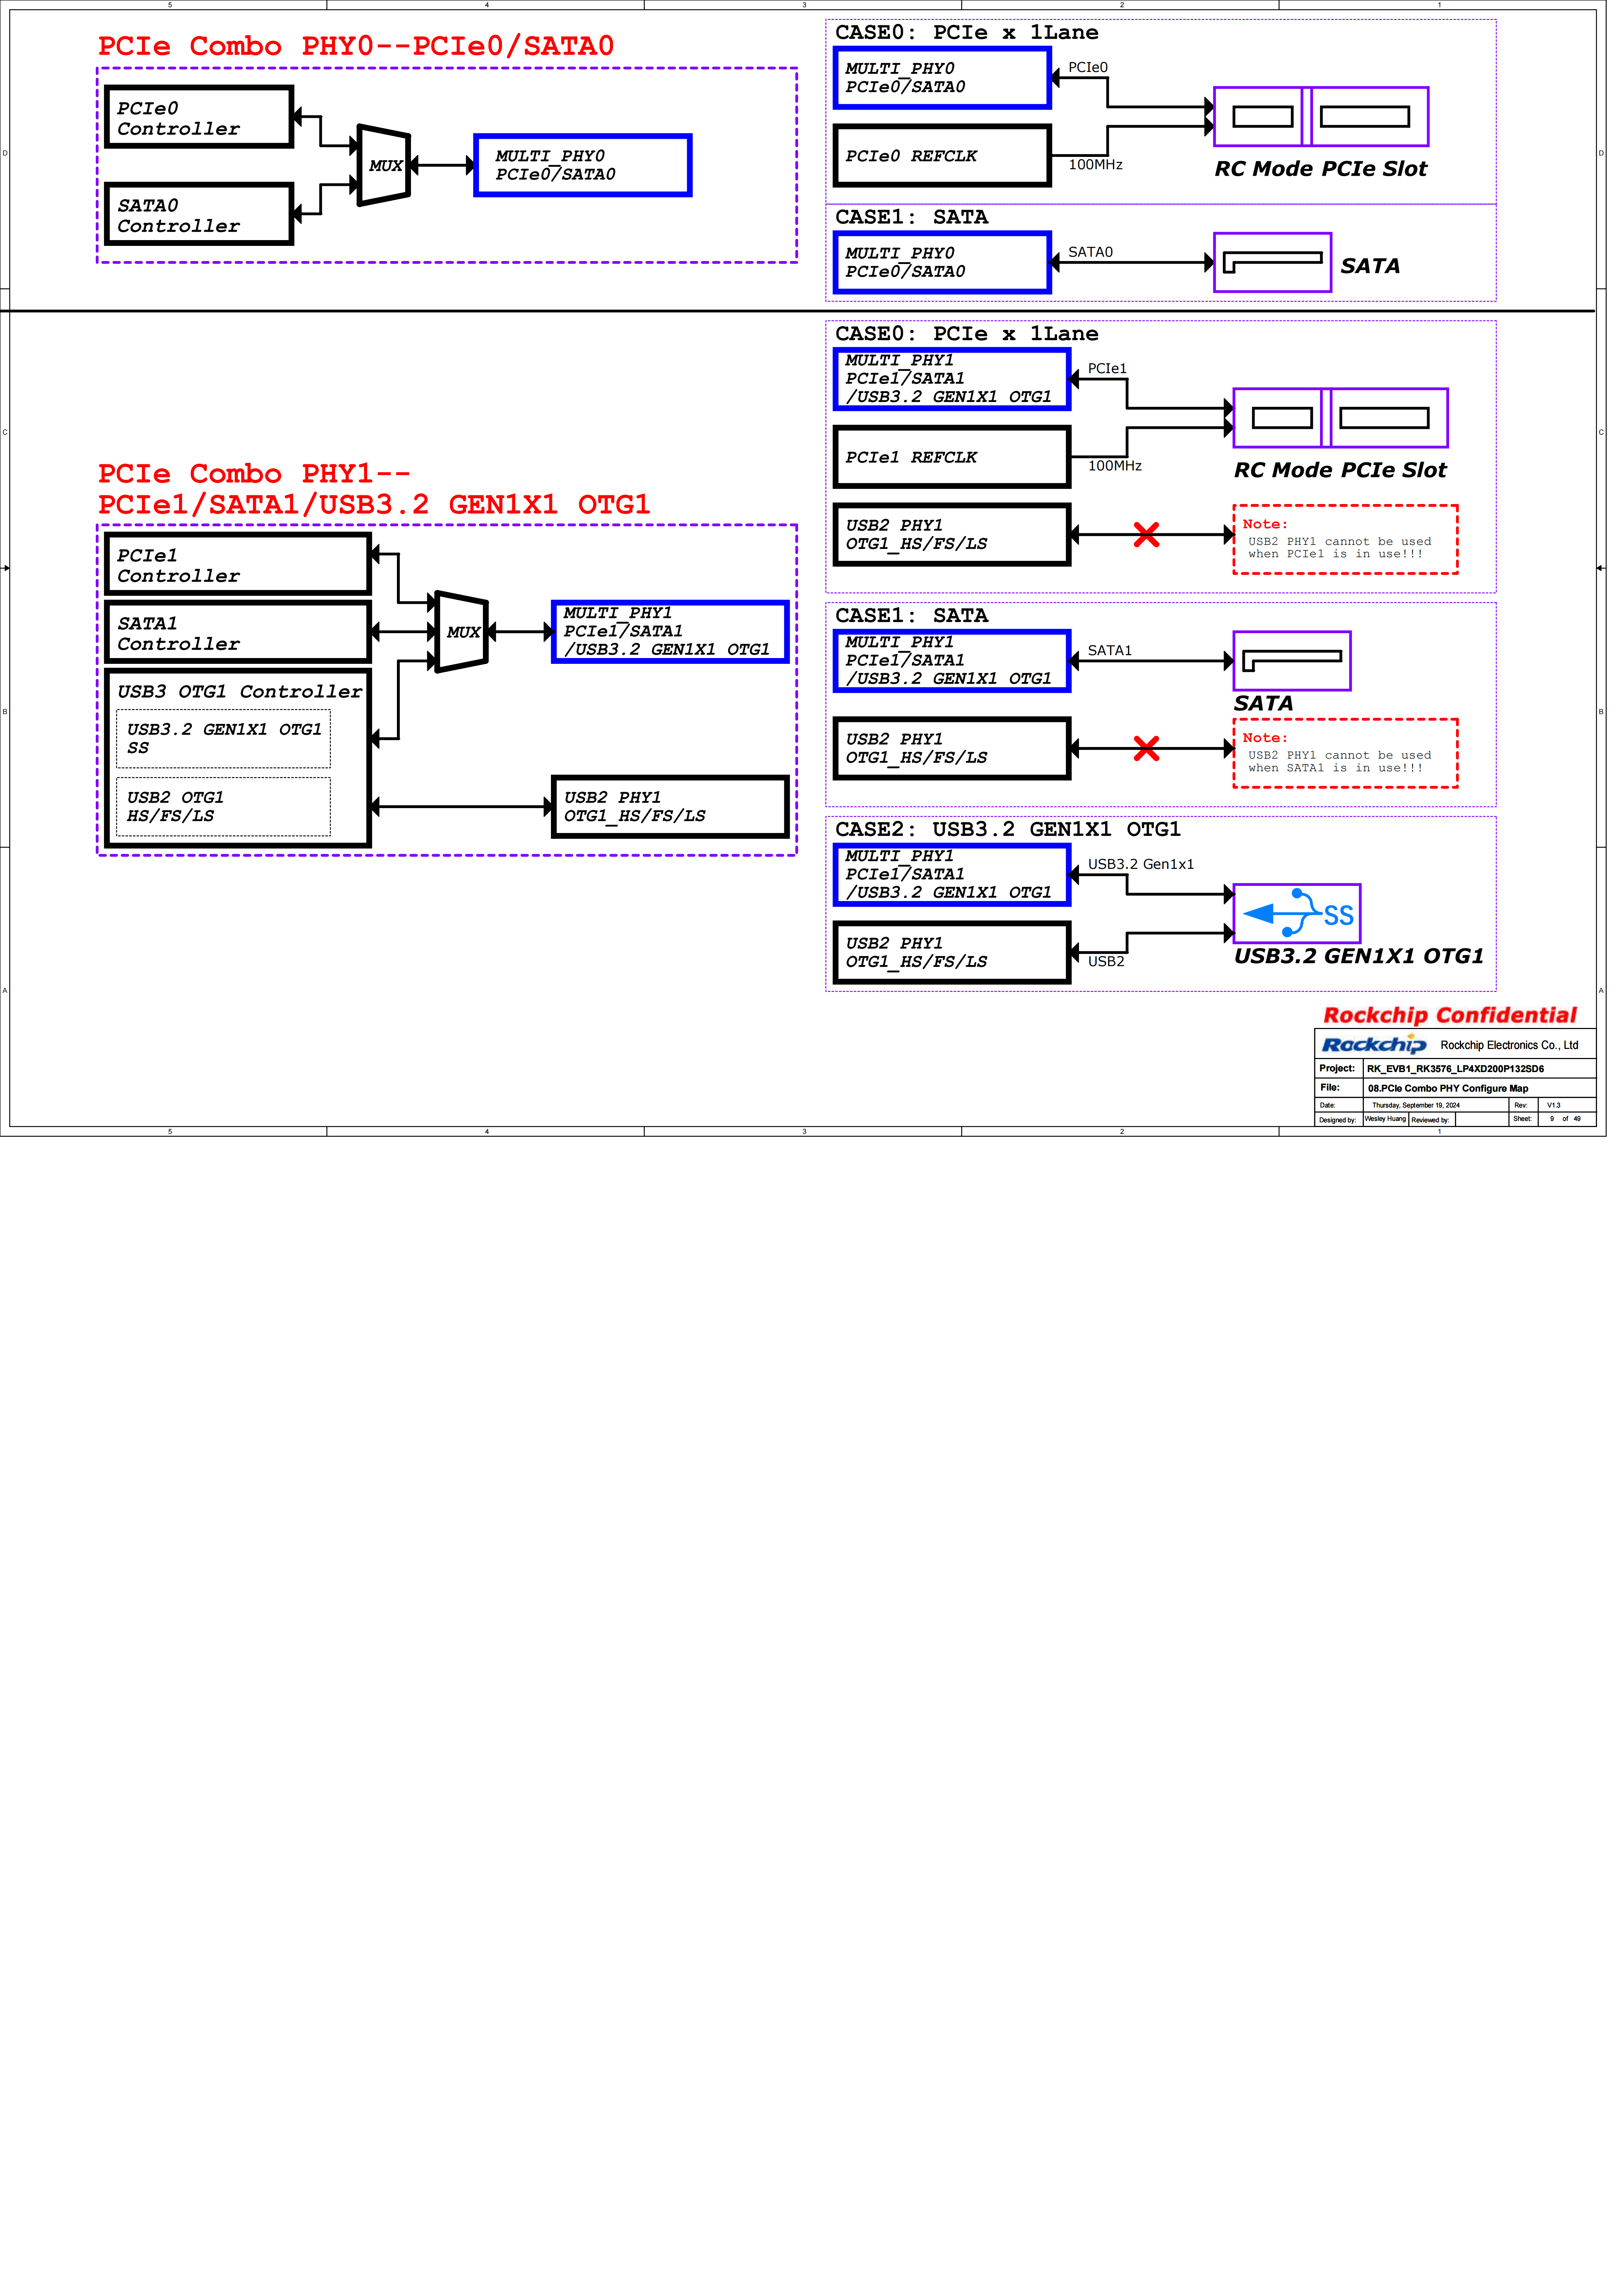 5 4 3 2 1
PCIe Combo PHY0--PCIe0/SATA0
PCIe0
Controller
SATA0
Controller
MUX
MULTI_PHY0
PCIe0/SATA0
CASE0: PCIe x 1Lane
MULTI_PHY0
PCIe0/SATA0
PCIe0
PCIe0 REFCLK
100MHz
RC Mode PCIe Slot
CASE1: SATA
MULTI_PHY0
PCIe0/SATA0
SATA0
SATA
D D
PCIe Combo PHY1--
PCIe1/SATA1/USB3.2 GEN1X1 OTG1
PCIe1
Controller
SATA1
Controller
USB3 OTG1 Controller
USB3.2 GEN1X1 OTG1
SS
USB2 OTG1
HS/FS/LS
MUX
MULTI_PHY1
PCIe1/SATA1
/USB3.2 GEN1X1 OTG1
USB2 PHY1
OTG1_HS/FS/LS
CASE0: PCIe x 1Lane
MULTI_PHY1
PCIe1/SATA1
/USB3.2 GEN1X1 OTG1
PCIe1
PCIe1 REFCLK
100MHz
RC Mode PCIe Slot
USB2 PHY1
OTG1_HS/FS/LS
Note:
USB2 PHY1 cannot be used
when PCIe1 is in use!!!
C C
CASE1: SATA
MULTI_PHY1
PCIe1/SATA1
/USB3.2 GEN1X1 OTG1
SATA1
SATA
USB2 PHY1
OTG1_HS/FS/LS
Note:
USB2 PHY1 cannot be used
when SATA1 is in use!!!
B B
CASE2: USB3.2 GEN1X1 OTG1
MULTI_PHY1
PCIe1/SATA1
/USB3.2 GEN1X1 OTG1
USB3.2 Gen1x1
USB2 PHY1
OTG1_HS/FS/LS
USB2
SS
USB3.2 GEN1X1 OTG1
A A
Rockchip Confidential
Rockchip Rockchip Electronics Co., Ltd
Project: RK_EVB1_RK3576_LP4XD200P132SD6
File: 08.PCIe Combo PHY Configure Map
Date: Thursday, September 19, 2024 Rev: V1.3
Designed by: Wesley Huang Reviewed by: Sheet: 9 of 49
5 4 3 2 1